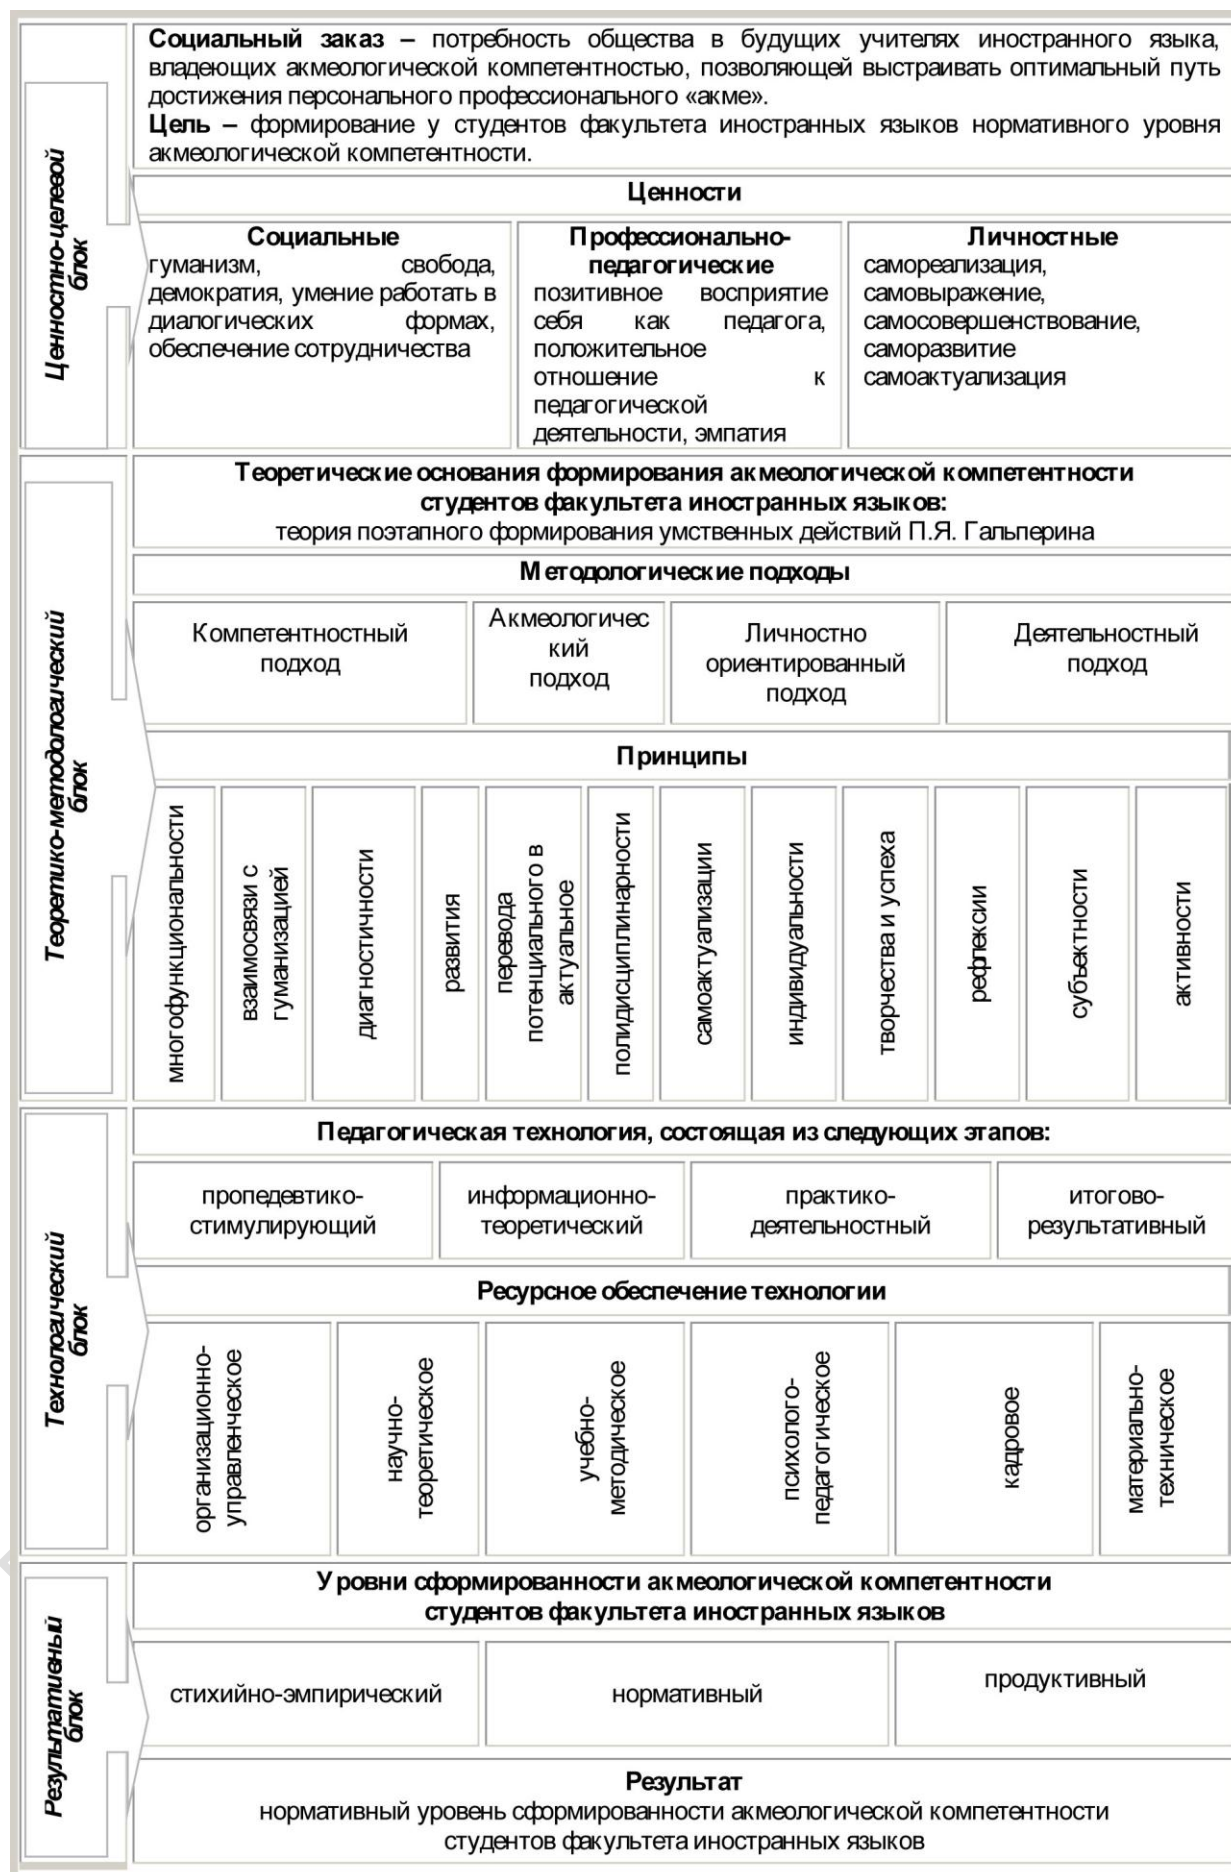 Социальный заказ – потребность общества в будущих учителях иностранного языка,
владеющих акмеологической компетентностью, позволяющей выстраивать оптимальный путь
достижения персонального профессионального «акме».
Цель – формирование у студентов факультета иностранных языков нормативного уровня
акмеологической компетентности.
Ценностно-целевой
блок
Ценности
Социальные
гуманизм, свобода,
демократия, умение работать в
диалогических формах,
обеспечение сотрудничества
Профессионально-
педагогические
позитивное восприятие
себя как педагога,
положительное
отношение к
педагогической
деятельности, эмпатия
Личностные
самореализация,
самовыражение,
самосовершенствование,
саморазвитие
самоактуализация
Теоретико-методологический
блок
Теоретические основания формирования акмеологической компетентности
студентов факультета иностранных языков:
теория поэтапного формирования умственных действий П.Я. Гальперина
Методологические подходы
Компетентностный
подход
Акмеологичес
кий
подход
Личностно
ориентированный
подход
Деятельностный
подход
Принципы
многофункциональности
взаимосвязи с
гуманизацией
диагностичности
развития
перевода
потенциального в
актуальное
полидисциплинарности
самоактуализации
индивидуальности
творчества и успеха
рефлексии
субъектности
активности
Технологический
блок
Педагогическая технология, состоящая из следующих этапов:
пропедевтико-
стимулирующий
информационно-
теоретический
практико-
деятельностный
итогово-
результативный
Ресурсное обеспечение технологии
организационно-
управленческое
научно-
теоретическое
учебно-
методическое
психолого-
педагогическое
кадровое
материально-
техническое
Результативный
блок
Уровни сформированности акмеологической компетентности
студентов факультета иностранных языков
стихийно-эмпирический
нормативный
продуктивный
Результат
нормативный уровень сформированности акмеологической компетентности
студентов факультета иностранных языков